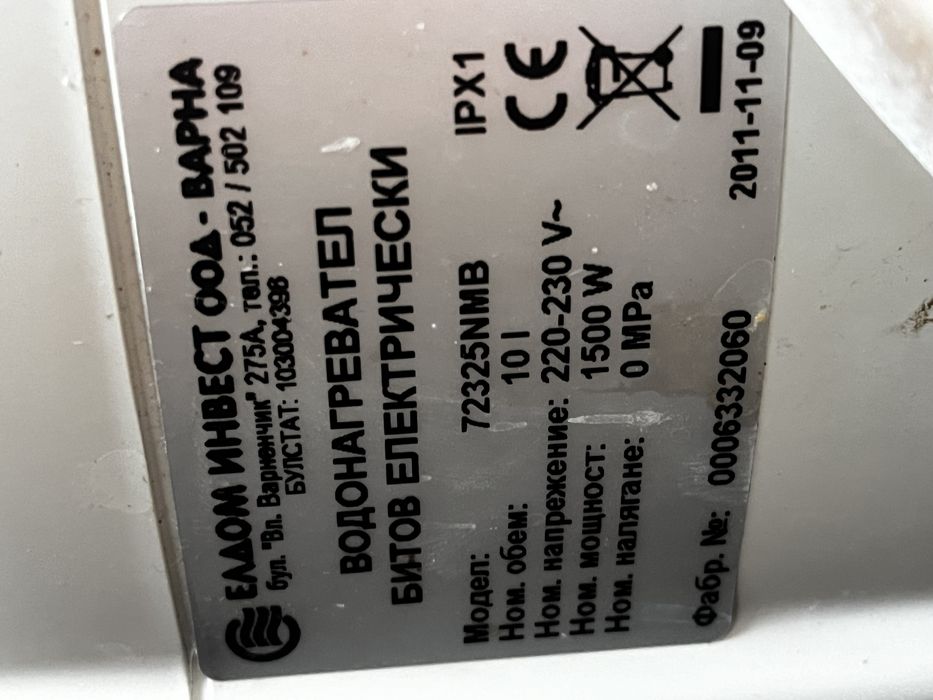 ЕЛДОМ ИНВЕСТ ООД - ВАРНА
бул. "Вл. Варненчик" 275А, тел.: 052 / 502 109
БУЛСТАТ: 103004398
ВОДОНАГРЕВАТЕЛ
БИТОВ ЕЛЕКТРИЧЕСКИ
Модел: 72325NMB IPX1
Ном. обем: 10 l
Ном. напрежение: 220-230 V~
Ном. мощност: 1500 W
Ном. налягане: 0 MPa
Фабр. №: 0006332060 2011-11-09